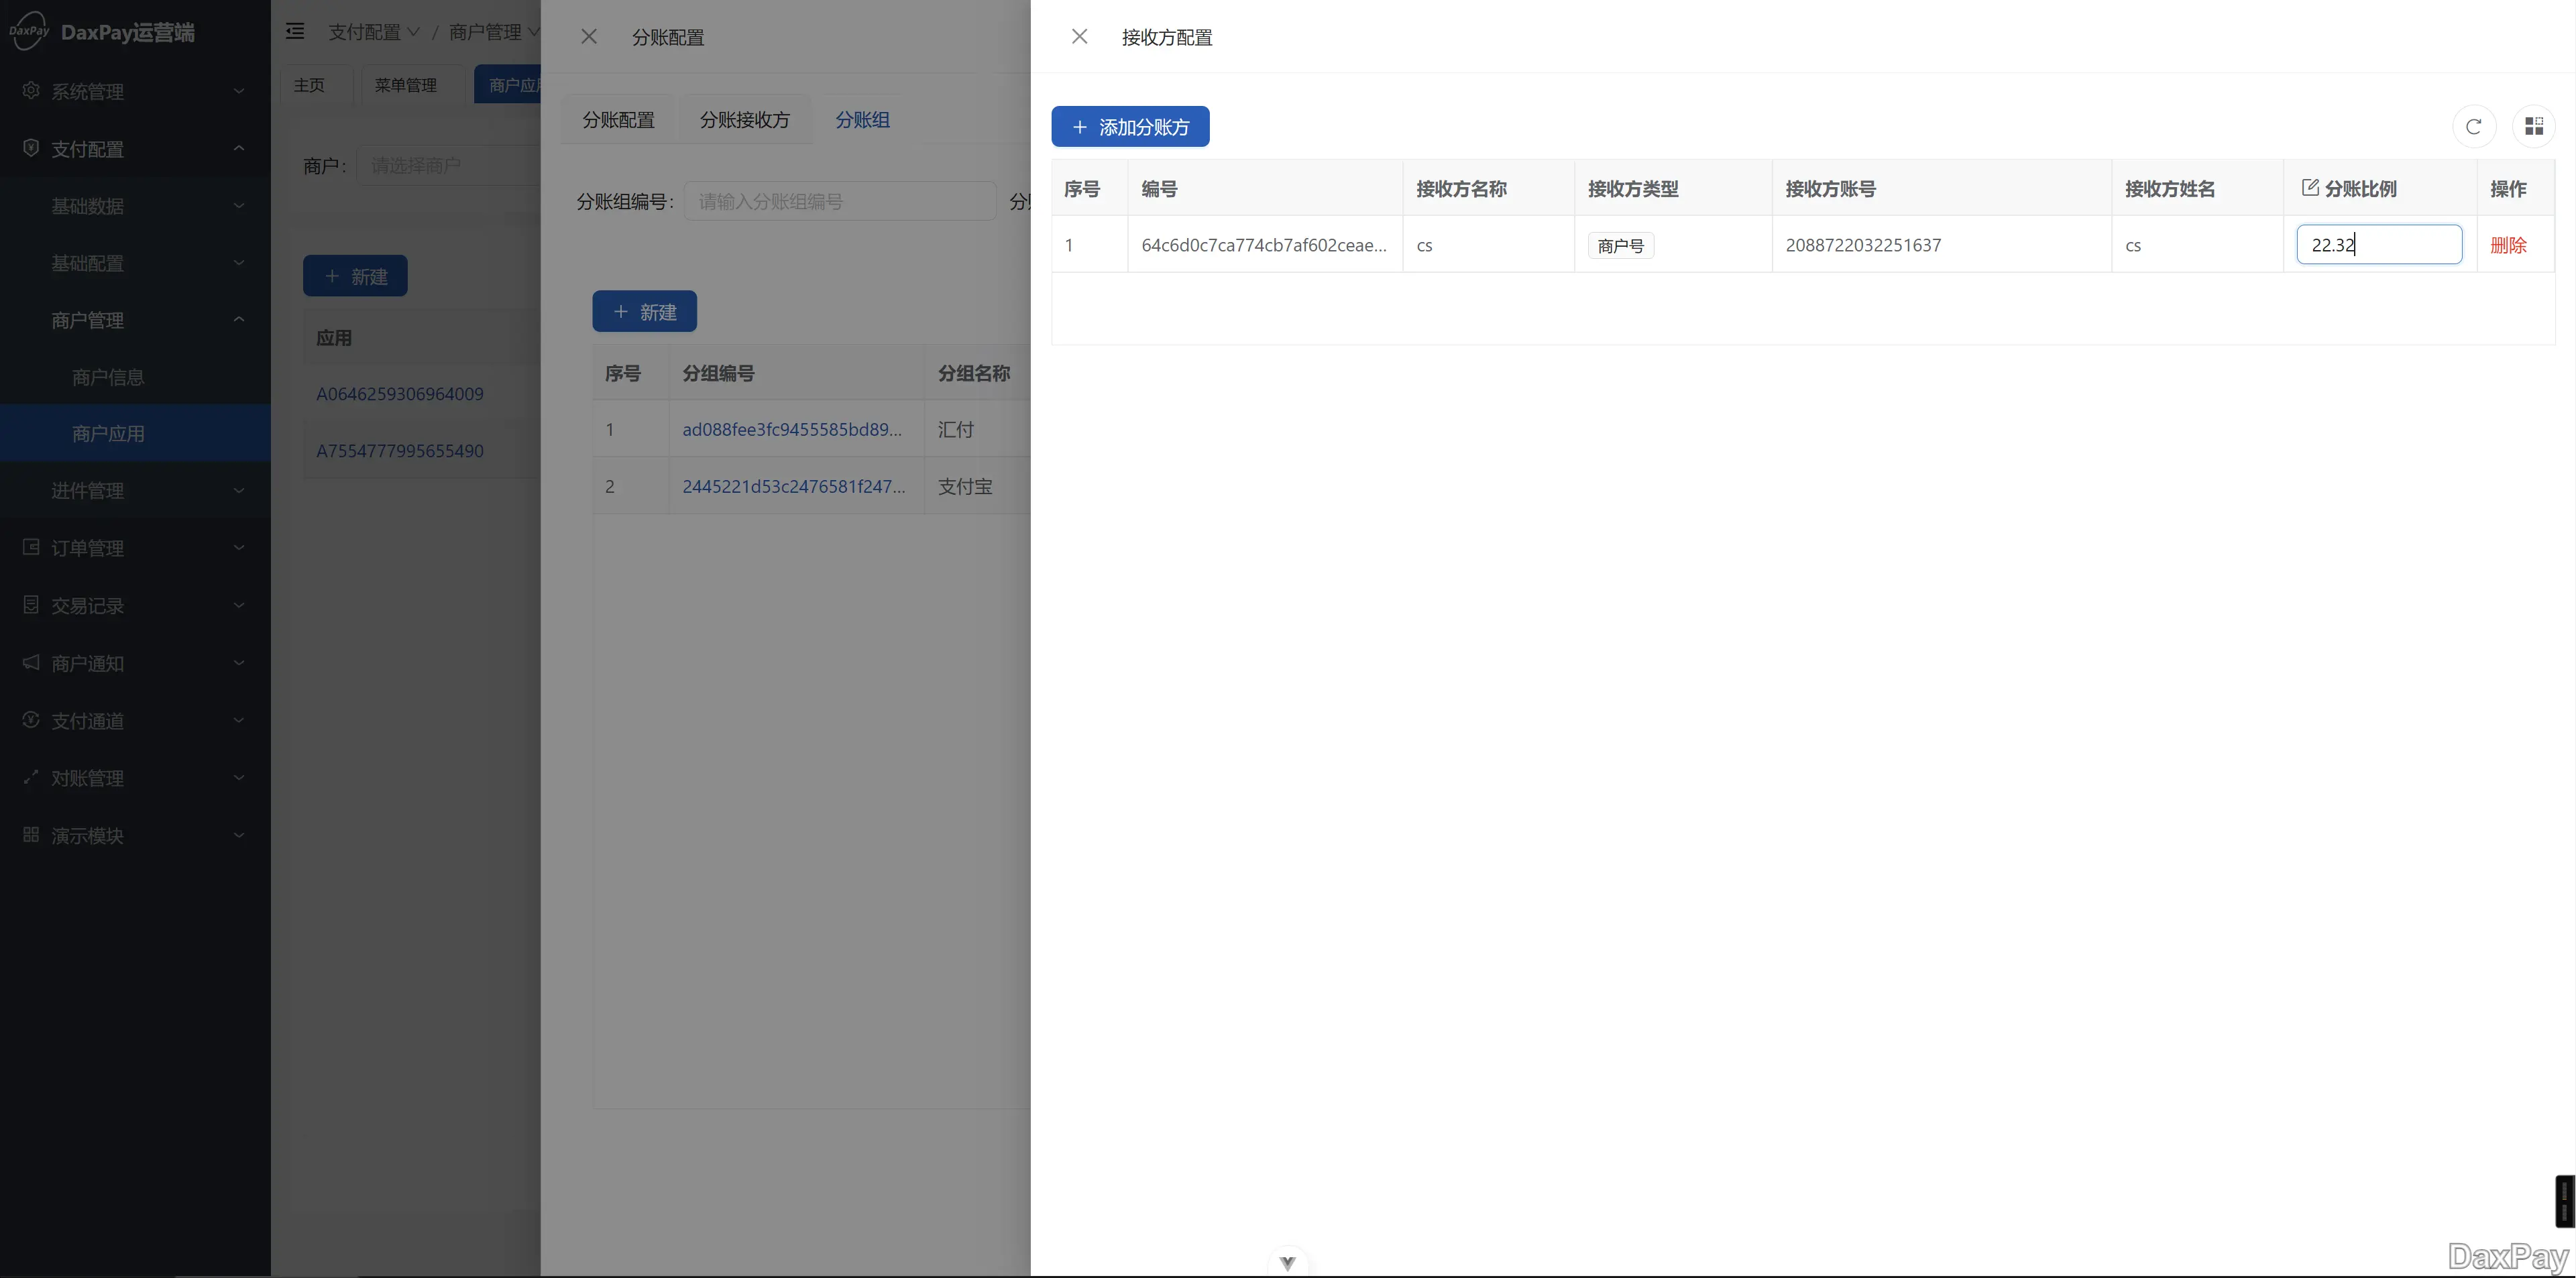 DaxPay
DaxPay运营端
系统管理
支付配置
基础数据
基础配置
商户管理
商户信息
商户应用
进件管理
订单管理
交易记录
商户通知
支付通道
对账管理
演示模块
支付配置 / 商户管理
主页 菜单管理 商户应用
商户: 请选择商户
+ 新建
应用
A0646259306964009
A7554777995655490
分账配置
分账配置 分账接收方 分账组
分账组编号: 请输入分账组编号 分账
+ 新建
序号 分组编号 分组名称
1 ad088fee3fc9455585bd89... 汇付
2 2445221d53c2476581f247... 支付宝
接收方配置
+ 添加分账方
序号 编号 接收方名称 接收方类型 接收方账号 接收方姓名 分账比例 操作
1 64c6d0c7ca774cb7af602ceae... cs 商户号 2088722032251637 cs 22.32 删除
DaxPay